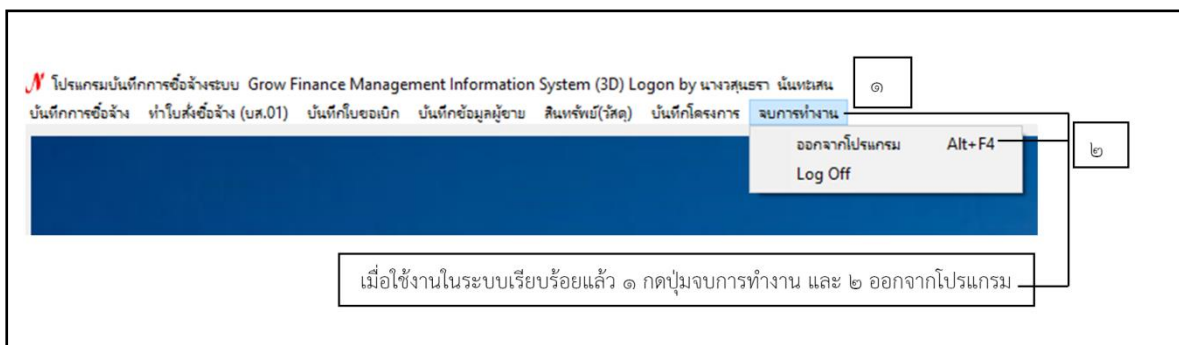 N โปรแกรมบันทึกการซื้อจ้างระบบ Grow Finance Management Information System (3D) Logon by นางวสุนธรา นันทะเสน
๑
บันทึกการซื้อจ้าง ทำใบสั่งซื้อจ้าง (บส.01) บันทึกใบขอเบิก บันทึกข้อมูลผู้ขาย สินทรัพย์(วัสดุ) บันทึกโครงการ จบการทำงาน
ออกจากโปรแกรม Alt+F4
๒
Log Off
เมื่อใช้งานในระบบเรียบร้อยแล้ว ๑ กดปุ่มจบการทำงาน และ ๒ ออกจากโปรแกรม